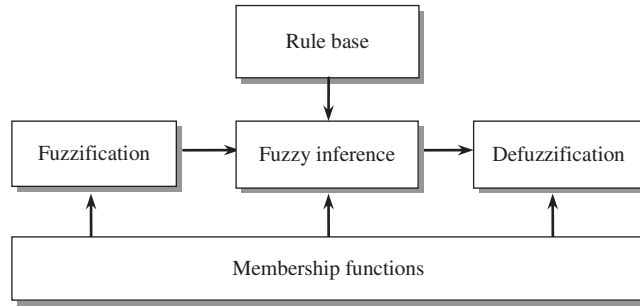 Rule base
Fuzzification
Fuzzy inference
Defuzzification
Membership functions